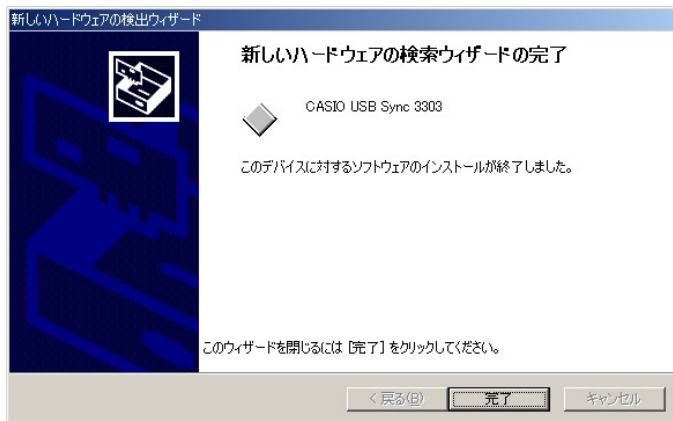 新しいハードウェアの検出ウィザード
新しいハードウェアの検索ウィザードの完了
CASIO USB Sync 3303
このデバイスに対するソフトウェアのインストールが終了しました。
このウィザードを閉じるには [完了] をクリックしてください。
< 戻る(B)
完了
キャンセル